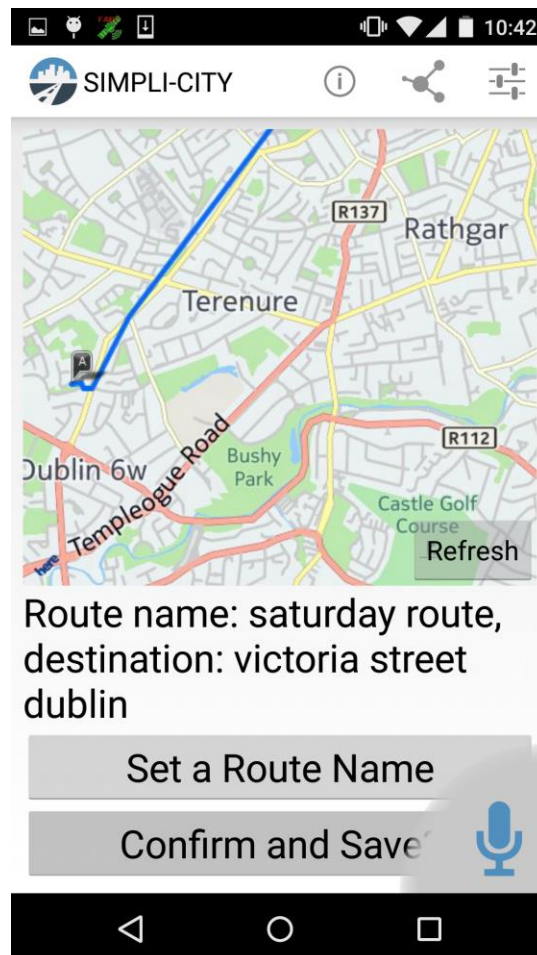 FAKE
10:42
SIMPLI-CITY
R137
Rathgar
Terenure
A
R112
Dublin 6w
Bushy
Park
Templeogue Road
Castle Golf
Course
here
Refresh
Route name: saturday route,
destination: victoria street
dublin
Set a Route Name
Confirm and Save?